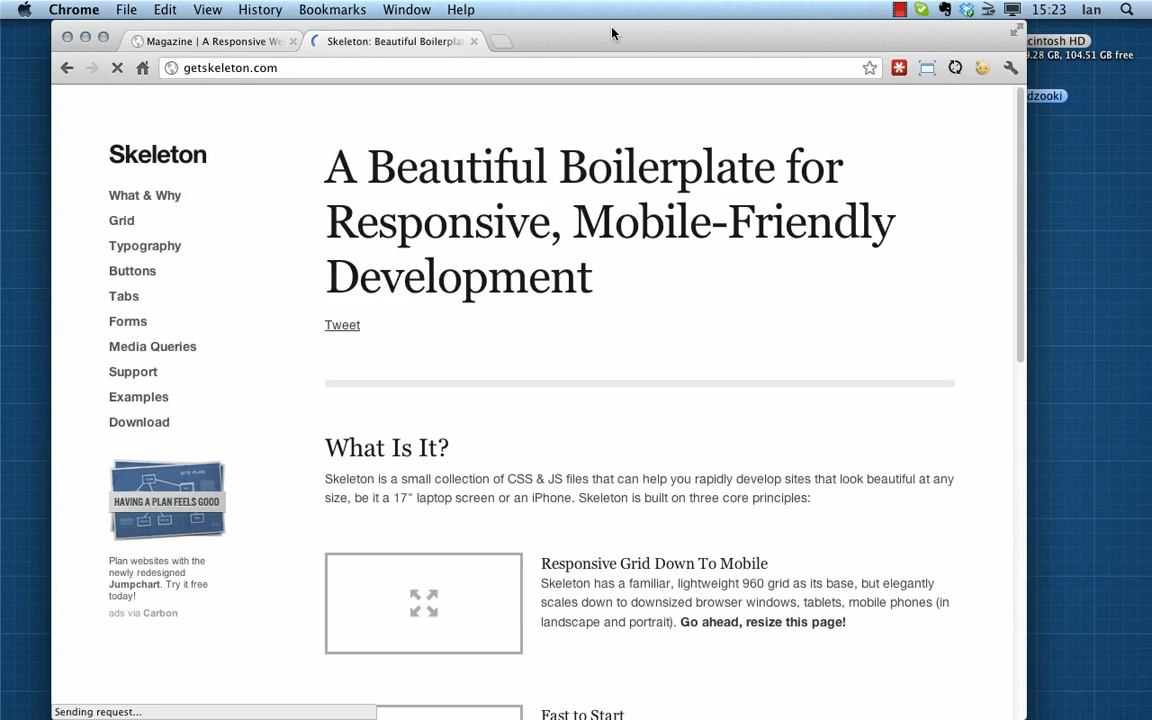 Chrome File Edit View History Bookmarks Window Help 15:23 Ian
Magazine | A Responsive We
Skeleton: Beautiful Boilerplat
cintosh HD
9.28 GB, 104.51 GB free
getskeleton.com
dzooki
Skeleton
What & Why
Grid
Typography
Buttons
Tabs
Forms
Media Queries
Support
Examples
Download
SITE PLAN
HAVING A PLAN FEELS GOOD
Plan websites with the
newly redesigned
Jumpchart. Try it free
today!
ads via Carbon
A Beautiful Boilerplate for
Responsive, Mobile-Friendly
Development
Tweet
What Is It?
Skeleton is a small collection of CSS & JS files that can help you rapidly develop sites that look beautiful at any
size, be it a 17" laptop screen or an iPhone. Skeleton is built on three core principles:
Responsive Grid Down To Mobile
Skeleton has a familiar, lightweight 960 grid as its base, but elegantly
scales down to downsized browser windows, tablets, mobile phones (in
landscape and portrait). Go ahead, resize this page!
Fast to Start
Sending request...